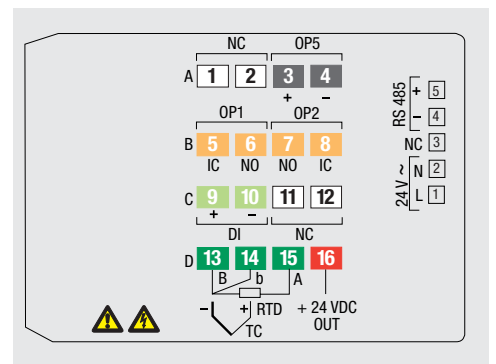 NC OP5
A 1 2 3 4
+ −
OP1 OP2
B 5 6 7 8
IC NO NO IC
C 9 10 11 12
+ −
DI NC
D 13 14 15 16
B b A
− + RTD + 24 VDC
TC OUT
RS 485 + 5
− 4
NC 3
24 V ~ N 2
L 1